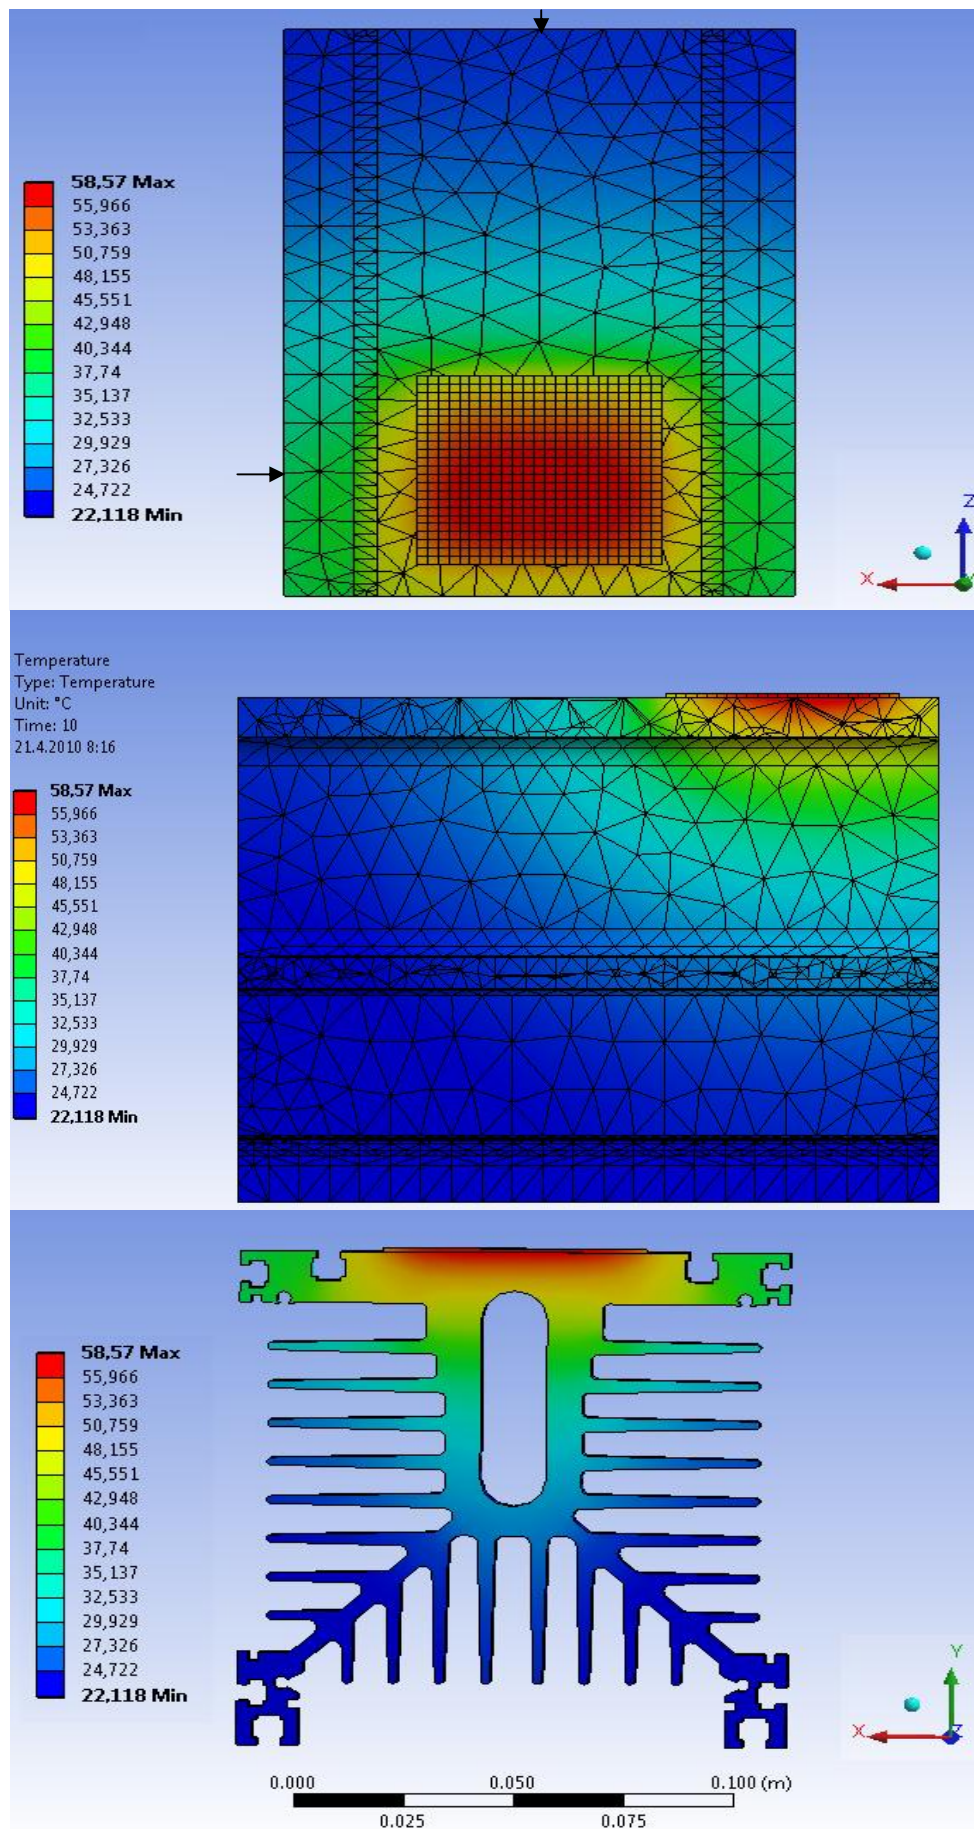 58,57 Max
55,966
53,363
50,759
48,155
45,551
42,948
40,344
37,74
35,137
32,533
29,929
27,326
24,722
22,118 Min
Z
X
Temperature
Type: Temperature
Unit: °C
Time: 10
21.4.2010 8:16
58,57 Max
55,966
53,363
50,759
48,155
45,551
42,948
40,344
37,74
35,137
32,533
29,929
27,326
24,722
22,118 Min
58,57 Max
55,966
53,363
50,759
48,155
45,551
42,948
40,344
37,74
35,137
32,533
29,929
27,326
24,722
22,118 Min
Y
X
Z
0.000 0.050 0.100 (m)
0.025 0.075